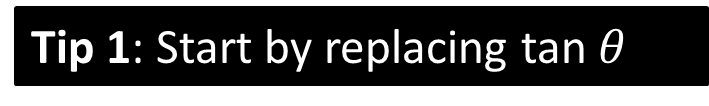 Tip 1: Start by replacing tan θ